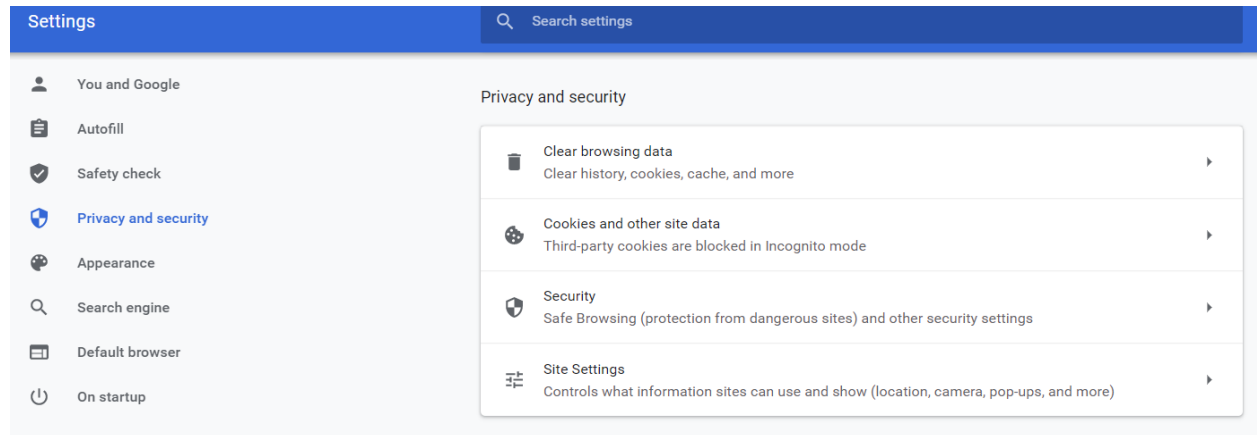 Settings
Search settings
You and Google
Autofill
Safety check
Privacy and security
Appearance
Search engine
Default browser
On startup
Privacy and security
Clear browsing data
Clear history, cookies, cache, and more
Cookies and other site data
Third-party cookies are blocked in Incognito mode
Security
Safe Browsing (protection from dangerous sites) and other security settings
Site Settings
Controls what information sites can use and show (location, camera, pop-ups, and more)